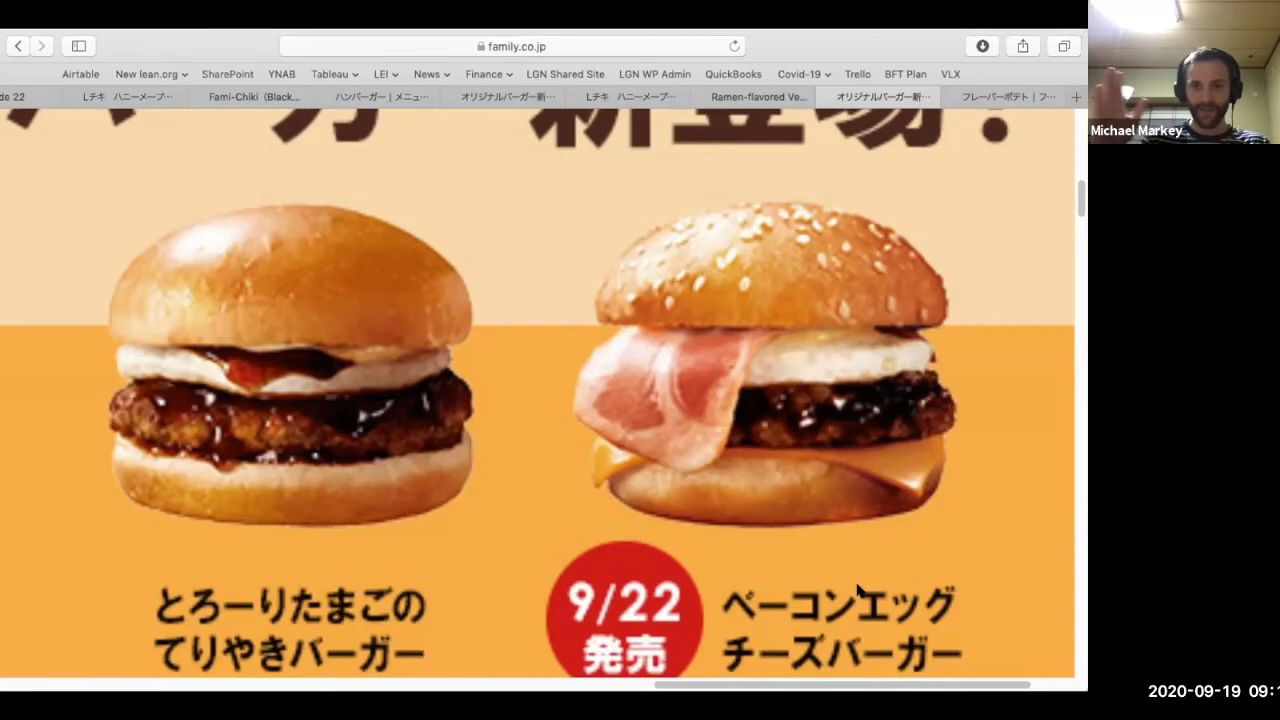 family.co.jp
Airtable
New lean.org
SharePoint
YNAB
Tableau
LEI
News
Finance
LGN Shared Site
LGN WP Admin
QuickBooks
Covid-19
Trello
BFT Plan
VLX
de 22
Lチキ ハニーメープ…
Fami-Chiki (Black…
ハンバーガー | メニュ…
オリジナルバーガー新…
Lチキ ハニーメープ…
Ramen-flavored Ve…
オリジナルバーガー新…
フレーバーポテト | フ…
Michael Markey
バーガー 新登場!
とろーりたまごの
てりやきバーガー
9/22
発売
ベーコンエッグ
チーズバーガー
2020-09-19 09: